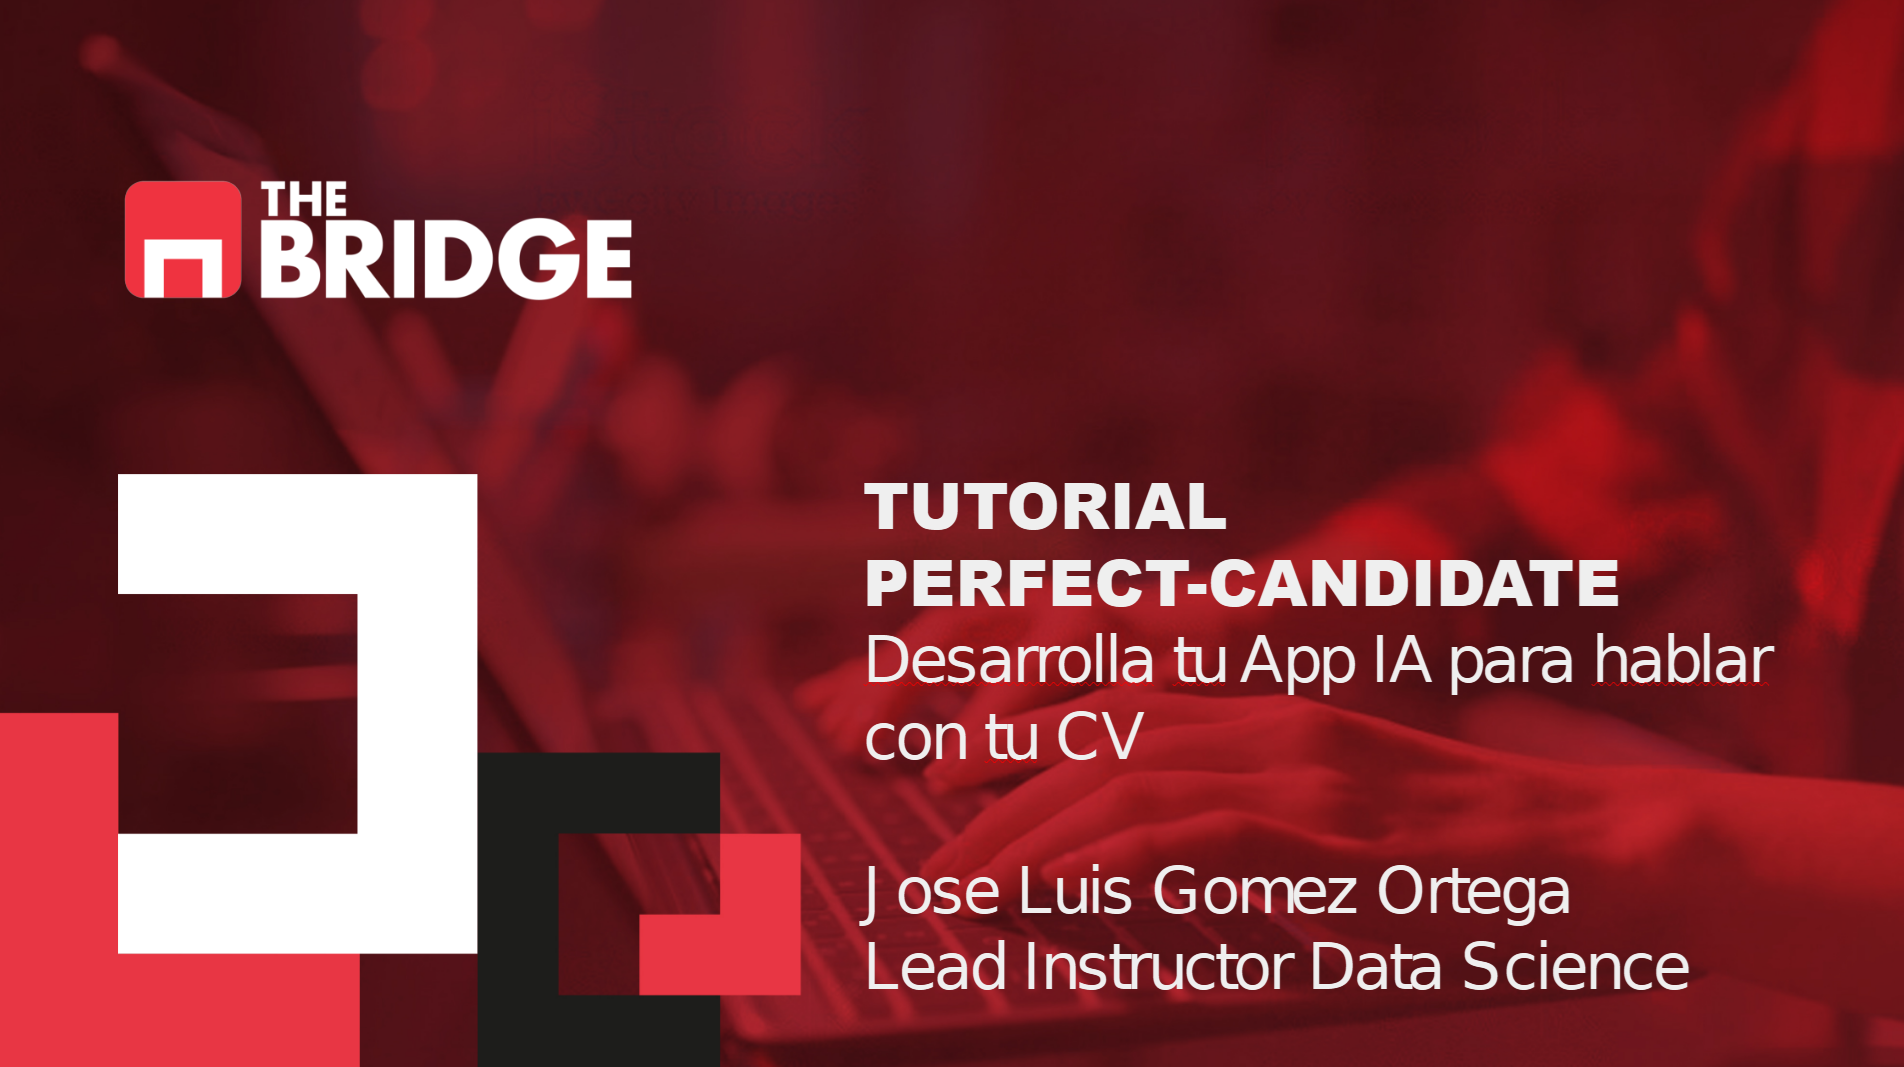 THE
BRIDGE
TUTORIAL
PERFECT-CANDIDATE
Desarrolla tu App IA para hablar
con tu CV
Jose Luis Gomez Ortega
Lead Instructor Data Science